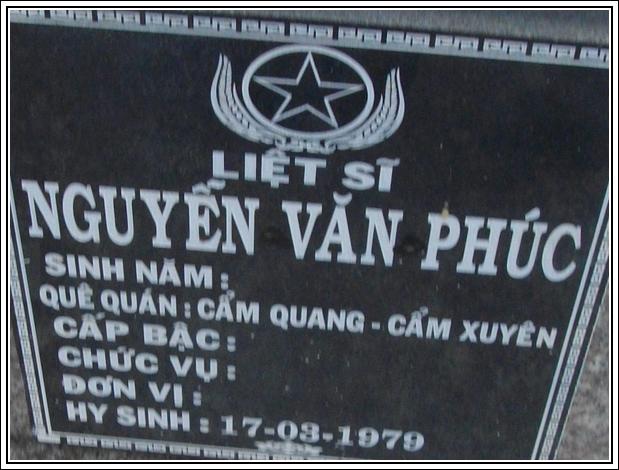 LIỆT SĨ
NGUYỄN VĂN PHÚC
SINH NĂM :
QUÊ QUÁN : CẨM QUANG - CẨM XUYÊN
CẤP BẬC :
CHỨC VỤ :
ĐƠN VỊ :
HY SINH : 17-03-1979